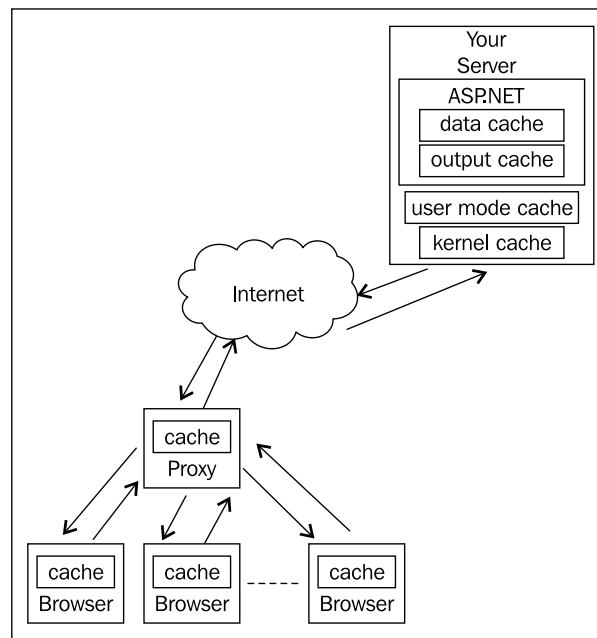 Your
Server
ASP.NET
data cache
output cache
user mode cache
kernel cache
Internet
cache
Proxy
cache
Browser
cache
Browser
cache
Browser